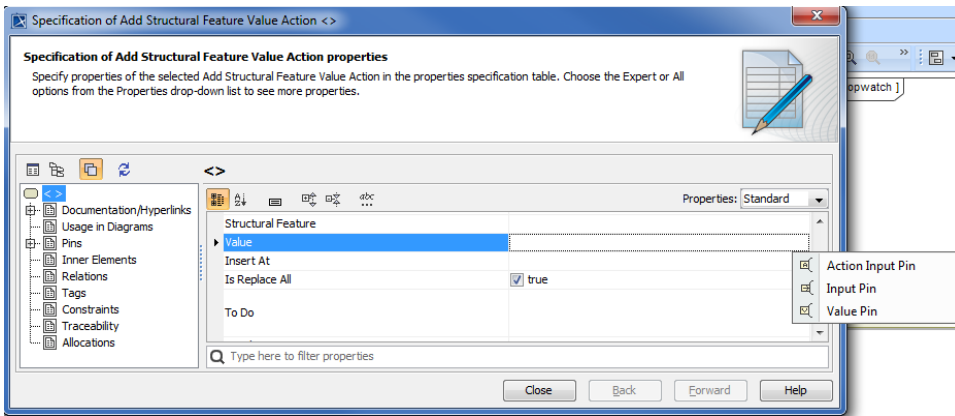 Specification of Add Structural Feature Value Action <>
Specification of Add Structural Feature Value Action properties
Specify properties of the selected Add Structural Feature Value Action in the properties specification table. Choose the Expert or All
options from the Properties drop-down list to see more properties.
opwatch ]
<>
< >
Documentation/Hyperlinks
Usage in Diagrams
Pins
Inner Elements
Relations
Tags
Constraints
Traceability
Allocations
Properties: Standard
Structural Feature
Value
Insert At
Is Replace All
true
To Do
Type here to filter properties
Action Input Pin
Input Pin
Value Pin
Close
Back
Forward
Help